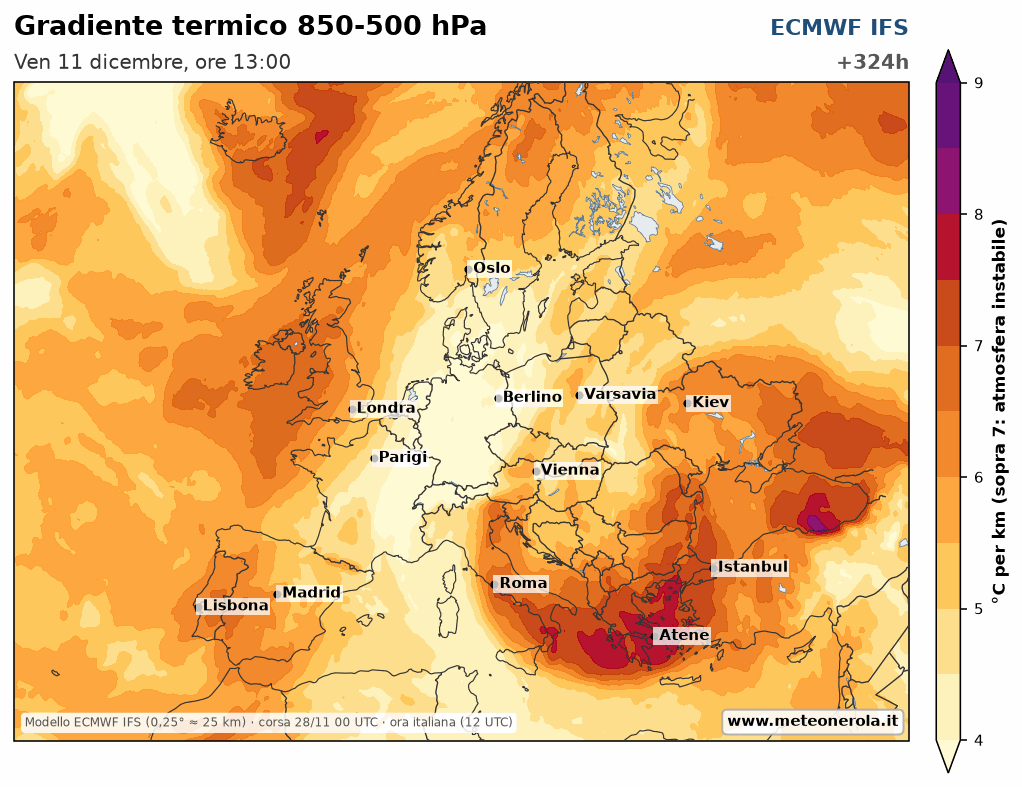 Gradiente termico 850-500 hPa
ECMWF IFS
Ven 11 dicembre, ore 13:00
+324h
Oslo
Londra
Berlino
Varsavia
Kiev
Parigi
Vienna
Istanbul
Roma
Madrid
Lisbona
Atene
Modello ECMWF IFS (0,25° ≈ 25 km) · corsa 28/11 00 UTC · ora italiana (12 UTC)
www.meteonerola.it
9
8
7
6
5
4
°C per km (sopra 7: atmosfera instabile)